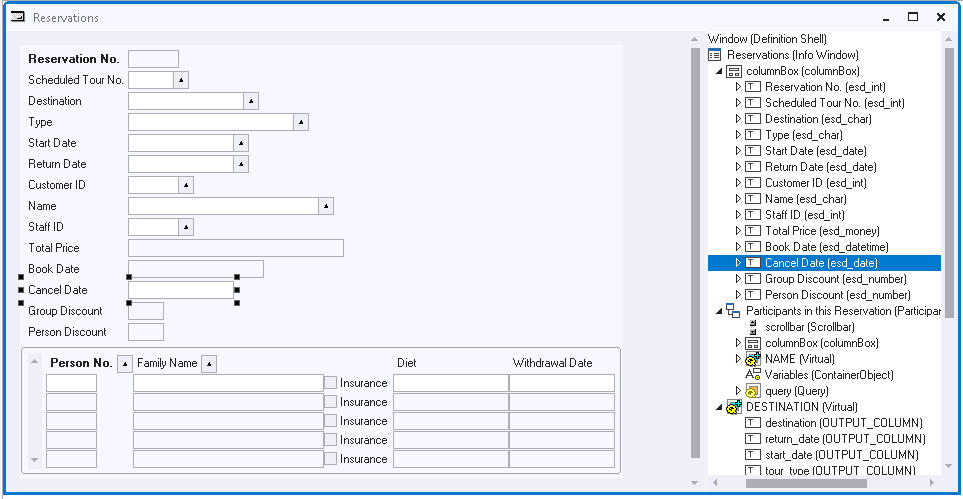 Reservations
Reservation No.
Scheduled Tour No.
Destination
Type
Start Date
Return Date
Customer ID
Name
Staff ID
Total Price
Book Date
Cancel Date
Group Discount
Person Discount
Person No. Family Name Diet Withdrawal Date
Insurance
Insurance
Insurance
Insurance
Insurance
Window (Definition Shell)
Reservations (Info Window)
columnBox (columnBox)
T Reservation No. (esd_int)
T Scheduled Tour No. (esd_int)
T Destination (esd_char)
T Type (esd_char)
T Start Date (esd_date)
T Return Date (esd_date)
T Customer ID (esd_int)
T Name (esd_char)
T Staff ID (esd_int)
T Total Price (esd_money)
T Book Date (esd_datetime)
T Cancel Date (esd_date)
T Group Discount (esd_number)
T Person Discount (esd_number)
Participants in this Reservation (Participar
scrollbar (Scrollbar)
columnBox (columnBox)
NAME (Virtual)
Variables (ContainerObject)
query (Query)
DESTINATION (Virtual)
T destination (OUTPUT_COLUMN)
T return_date (OUTPUT_COLUMN)
T start_date (OUTPUT_COLUMN)
T tour_type (OUTPUT_COLUMN)